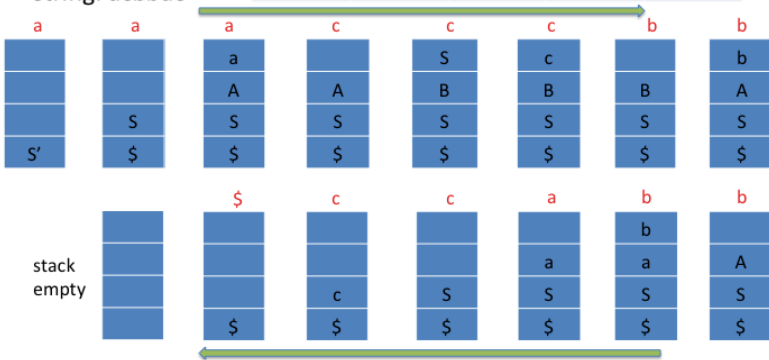 a a a c c c b b
a S c b
A A B B B A
S S S S S S S
S' $ $ $ $ $ $ $
$ c c a b b
b
stack a a A
empty c S S S S
$ $ $ $ $ $